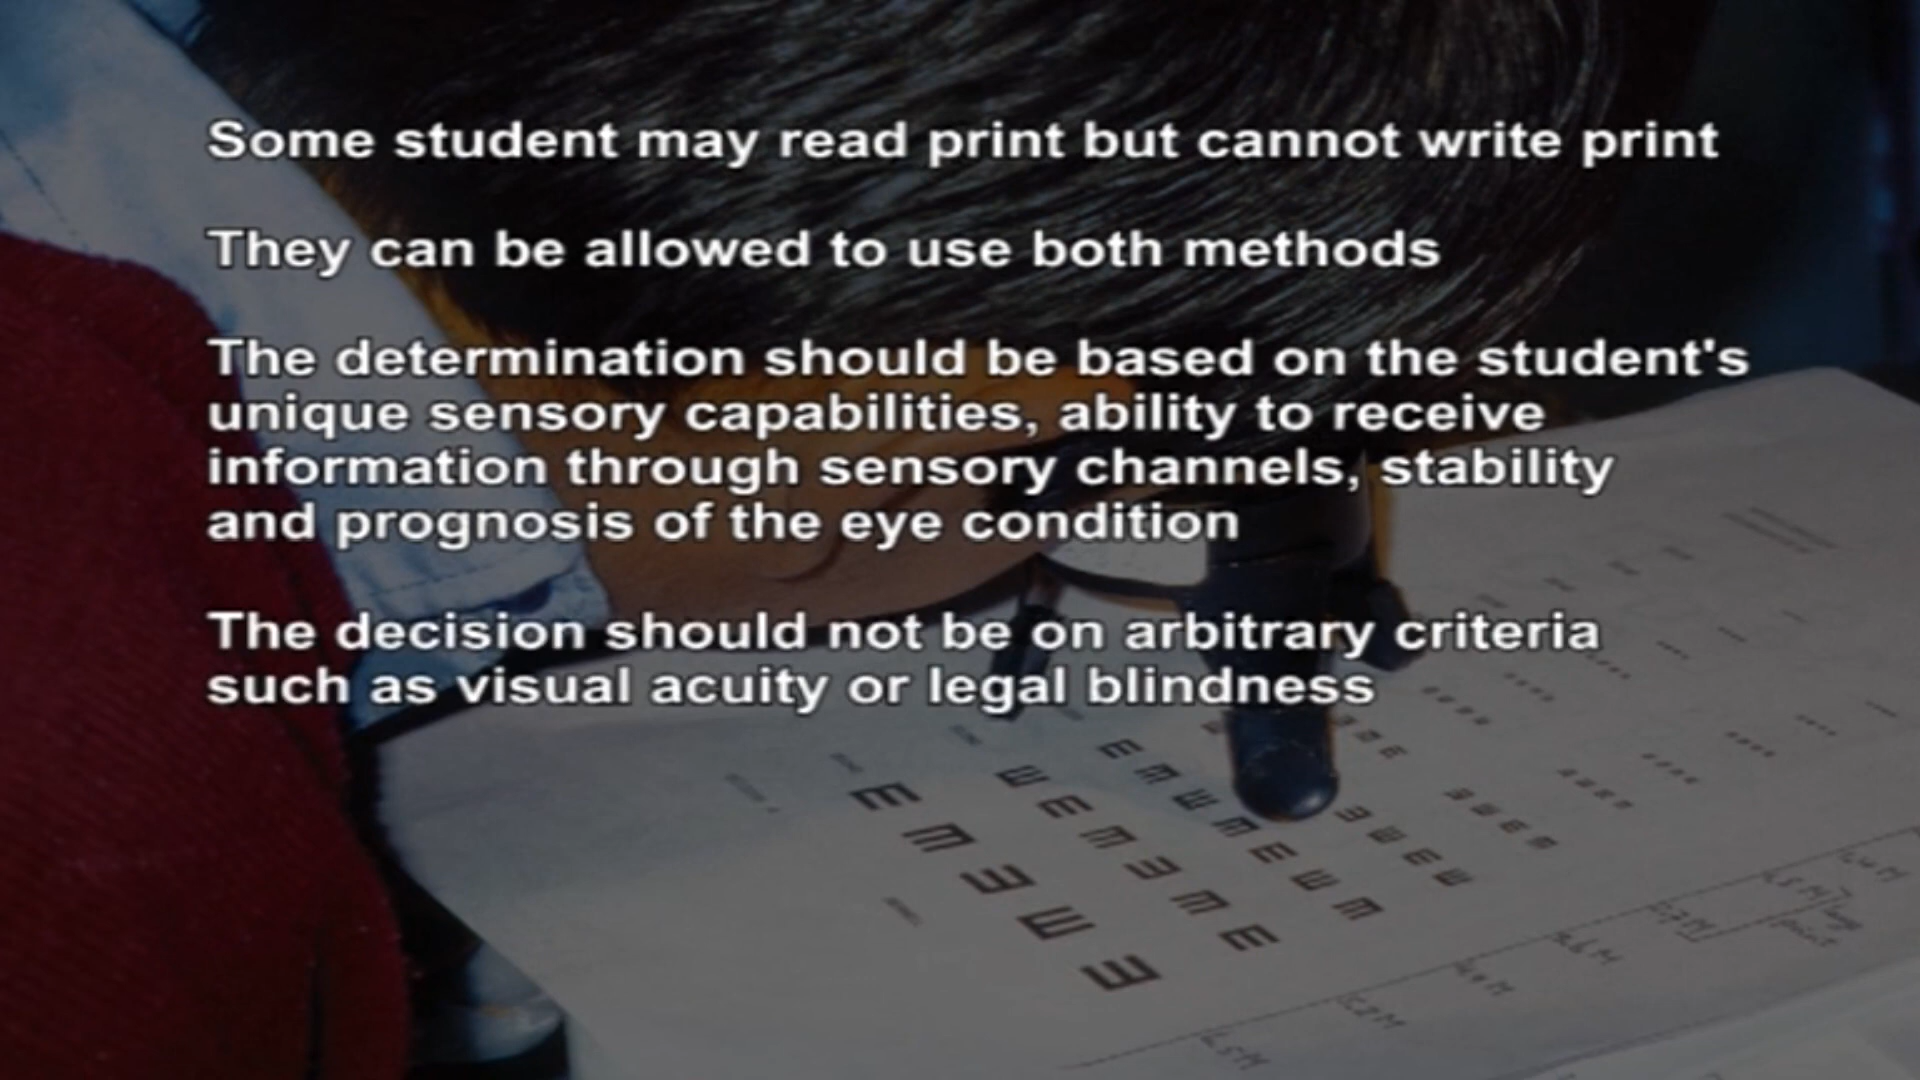 Some student may read print but cannot write print
They can be allowed to use both methods
The determination should be based on the student's
unique sensory capabilities, ability to receive
information through sensory channels, stability
and prognosis of the eye condition
The decision should not be on arbitrary criteria
such as visual acuity or legal blindness